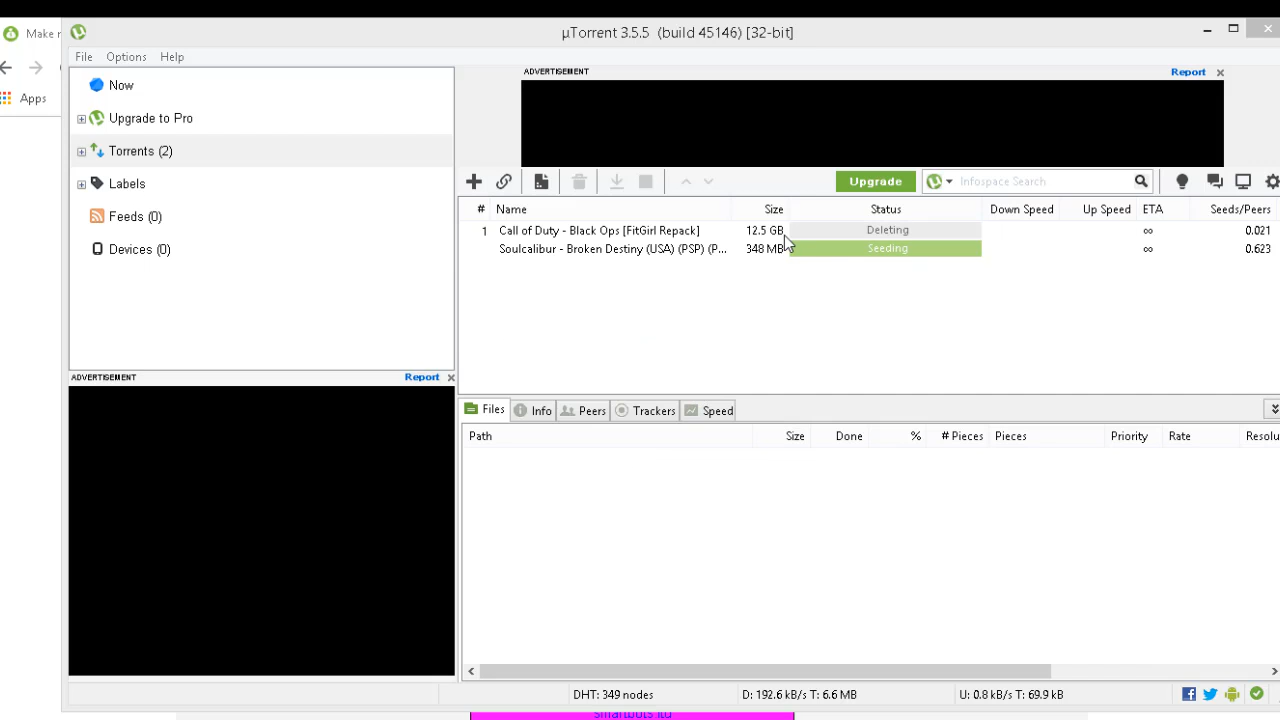 Make r
µTorrent 3.5.5 (build 45146) [32-bit]
File Options Help
Apps
Now
Upgrade to Pro
Torrents (2)
Labels
Feeds (0)
Devices (0)
ADVERTISEMENT Report
Upgrade Infospace Search
# Name Size Status Down Speed Up Speed ETA Seeds/Peers
1 Call of Duty - Black Ops [FitGirl Repack] 12.5 GB Deleting ∞ 0.021
Soulcalibur - Broken Destiny (USA) (PSP) (P... 348 MB Seeding ∞ 0.623
ADVERTISEMENT Report
Files Info Peers Trackers Speed
Path Size Done % # Pieces Pieces Priority Rate Resolu
DHT: 349 nodes D: 192.6 kB/s T: 6.6 MB U: 0.8 kB/s T: 69.9 kB
smartbots ltd